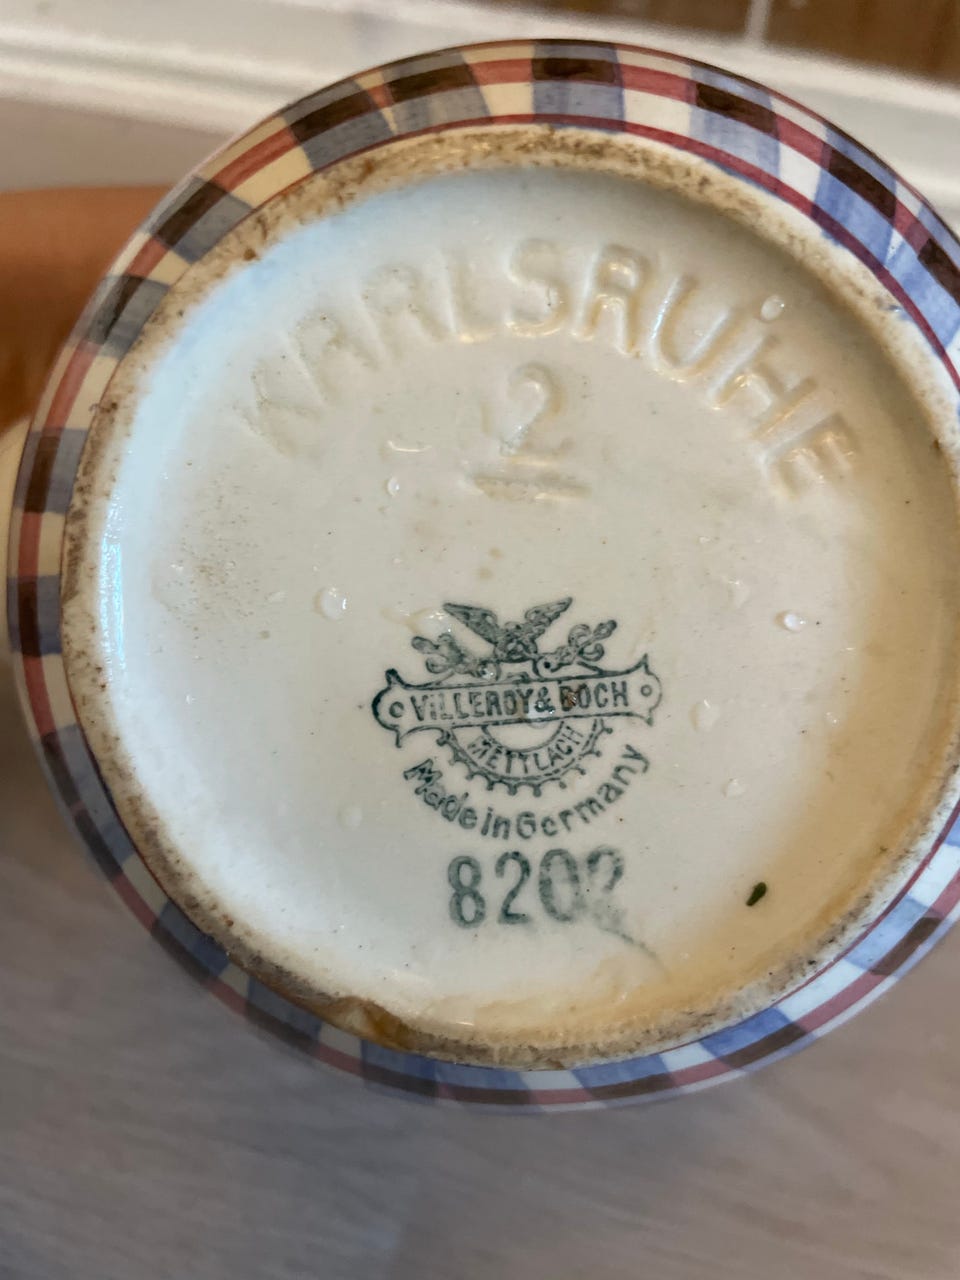 KARLSRUHE
2
VILLEROY & BOCH
METTLACH
Made in Germany
8202